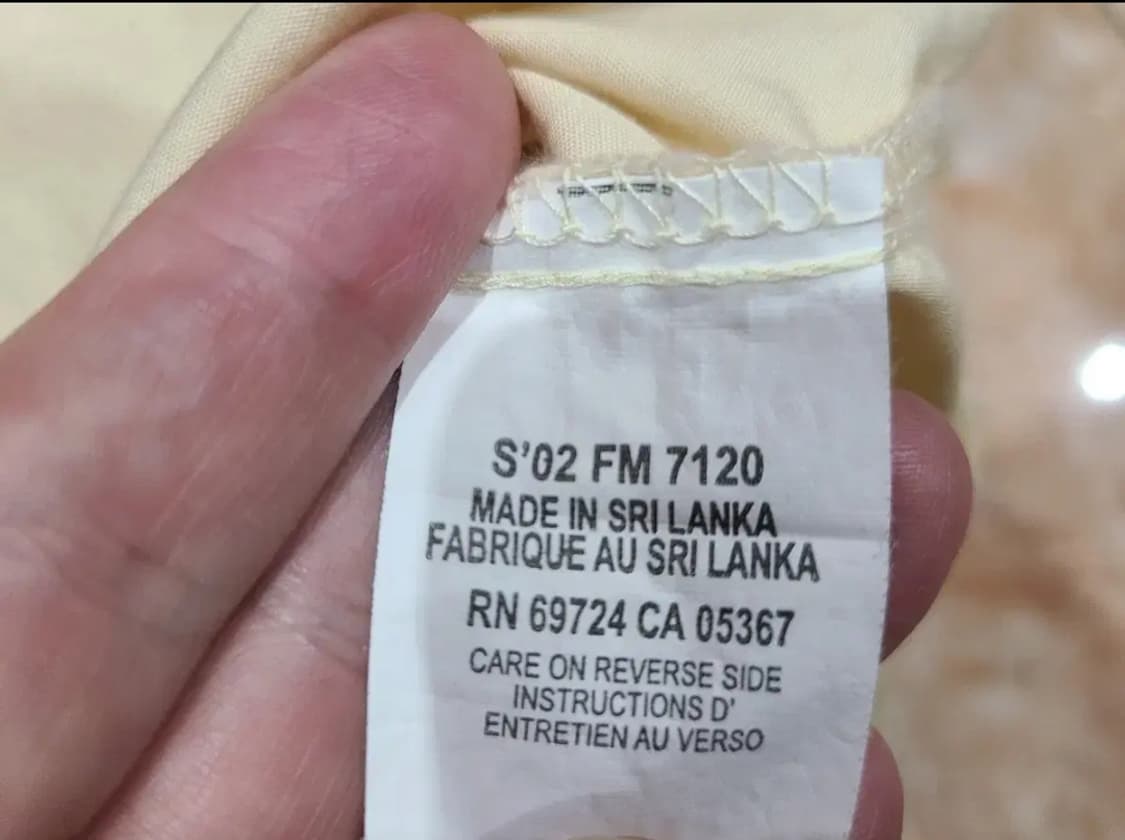 S'02 FM 7120
MADE IN SRI LANKA
FABRIQUE AU SRI LANKA
RN 69724 CA 05367
CARE ON REVERSE SIDE
INSTRUCTIONS D'
ENTRETIEN AU VERSO